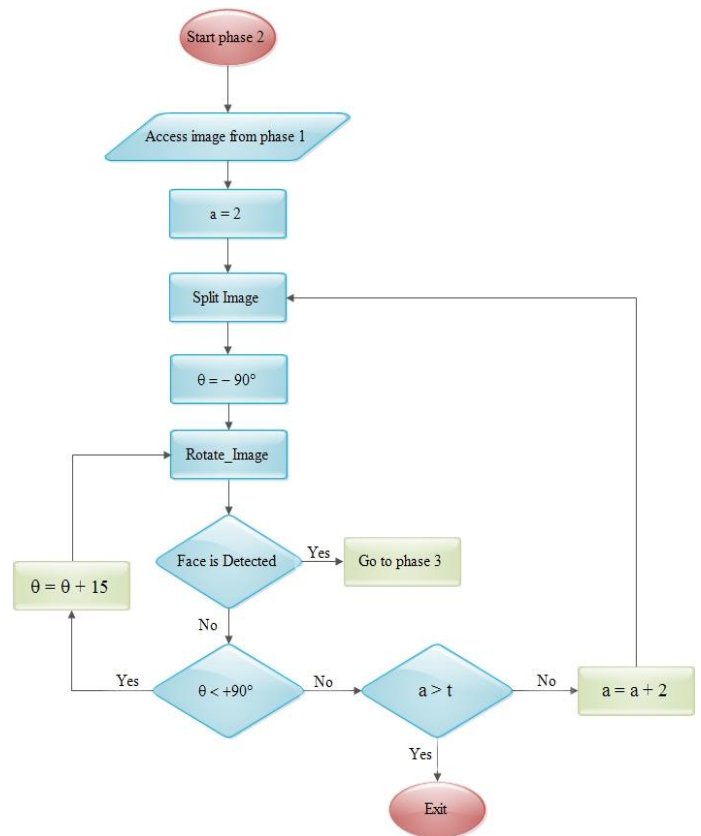 Start phase 2
Access image from phase 1
a = 2
Split Image
θ = – 90°
Rotate_Image
Face is Detected
Yes
Go to phase 3
θ = θ + 15
No
Yes
θ < +90°
No
a > t
No
a = a + 2
Yes
Exit